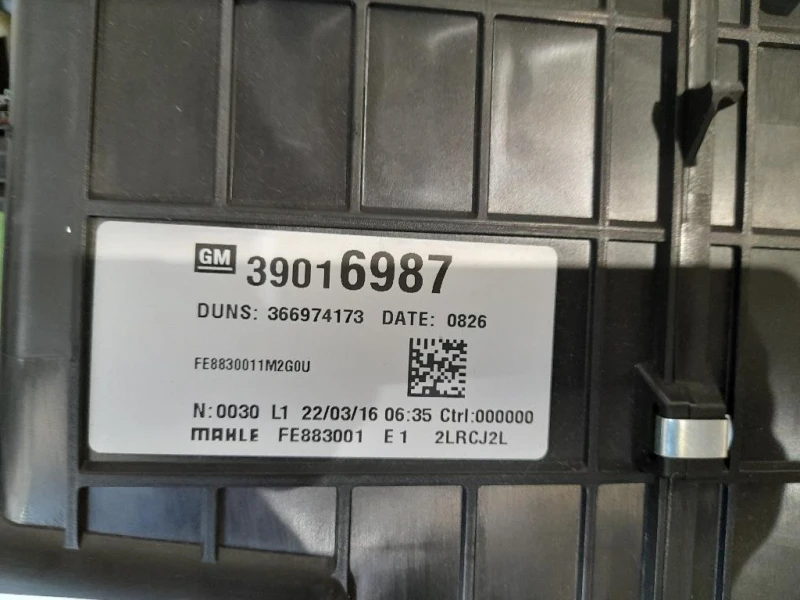 GM 39016987
DUNS: 366974173 DATE: 0826
FE8830011M2G0U
N:0030 L1 22/03/16 06:35 Ctrl:000000
MAHLE FE883001 E 1 2LRCJ2L